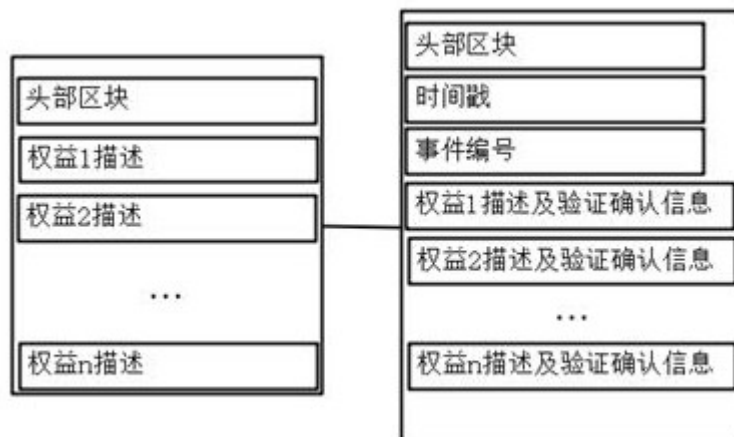 头部区块
权益1描述
权益2描述
...
权益n描述
头部区块
时间戳
事件编号
权益1描述及验证确认信息
权益2描述及验证确认信息
...
权益n描述及验证确认信息